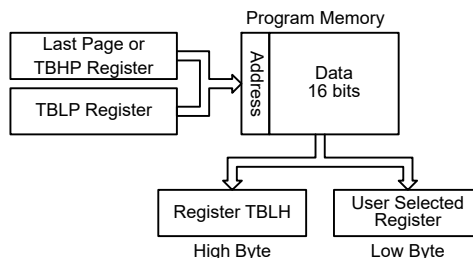 Program Memory
Last Page or
TBHP Register
TBLP Register
Address
Data
16 bits
Register TBLH
User Selected
Register
High Byte
Low Byte